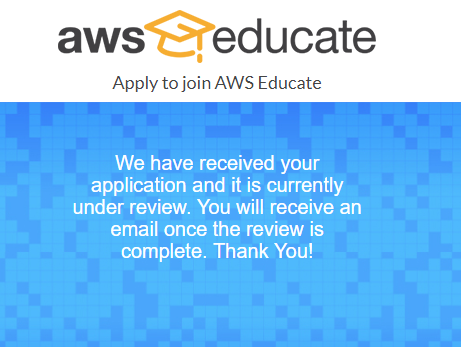 aws educate
Apply to join AWS Educate
We have received your
application and it is currently
under review. You will receive an
email once the review is
complete. Thank You!